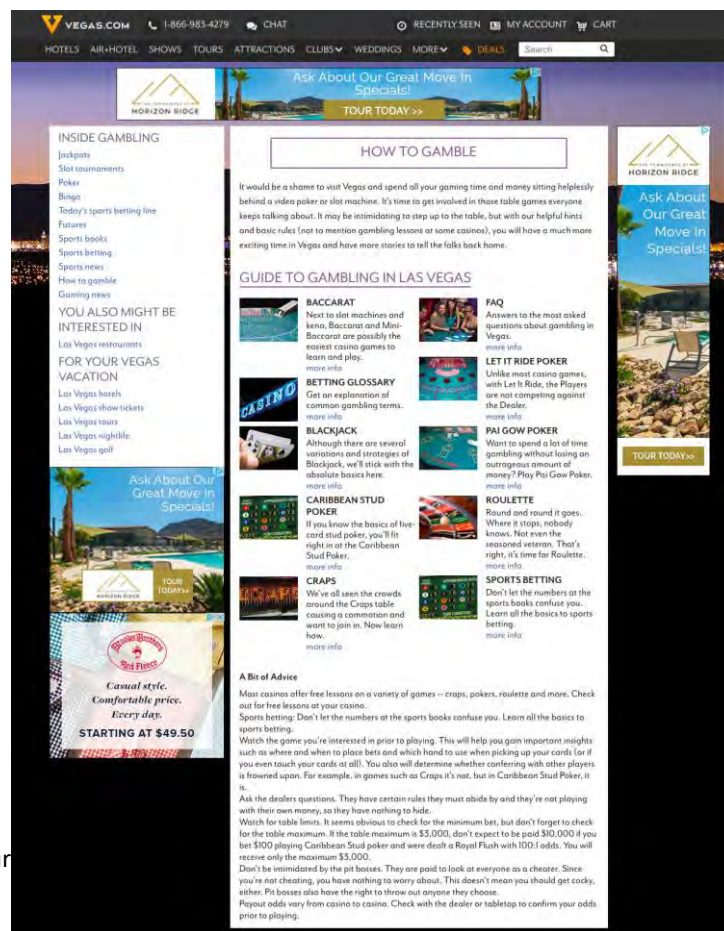 VEGAS.COM 1-866-983-4279 CHAT RECENTLY SEEN MY ACCOUNT CART
HOTELS AIR+HOTEL SHOWS TOURS ATTRACTIONS CLUBS WEDDINGS MORE DEALS Search
HORIZON RIDGE
Ask About Our Great Move In
Specials!
TOUR TODAY >>
INSIDE GAMBLING
Jackpots
Slot tournaments
Poker
Bingo
Today's sports betting line
Futures
Sports books
Sports betting
Sports news
How to gamble
Gaming news
YOU ALSO MIGHT BE
INTERESTED IN
Las Vegas restaurants
FOR YOUR VEGAS
VACATION
Las Vegas hotels
Las Vegas show tickets
Las Vegas tours
Las Vegas nightlife
Las Vegas golf
Ask About Our
Great Move In
Specials!
HORIZON RIDGE
TOUR
TODAY>>
Brooks Brothers
Red Fleece
Casual style.
Comfortable price.
Every day.
STARTING AT $49.50
HOW TO GAMBLE
It would be a shame to visit Vegas and spend all your gaming time and money sitting helplessly
behind a video poker or slot machine. It's time to get involved in those table games everyone
keeps talking about. It may be intimidating to step up to the table, but with our helpful hints
and basic rules (not to mention gambling lessons at some casinos), you will have a much more
exciting time in Vegas and have more stories to tell the folks back home.
GUIDE TO GAMBLING IN LAS VEGAS
BACCARAT
Next to slot machines and
keno, Baccarat and Mini-
Baccarat are possibly the
easiest casino games to
learn and play.
more info
CASINO
BETTING GLOSSARY
Get an explanation of
common gambling terms.
more info
BLACKJACK
Although there are several
variations and strategies of
Blackjack, we'll stick with the
absolute basics here.
more info
CARIBBEAN STUD
POKER
If you know the basics of five-
card stud poker, you'll fit
right in at the Caribbean
Stud Poker.
more info
CRAPS
CRAPS
We've all seen the crowds
around the Craps table
causing a commotion and
want to join in. Now learn
how.
more info
FAQ
Answers to the most asked
questions about gambling in
Vegas.
more info
LET IT RIDE POKER
Unlike most casino games,
with Let It Ride, the Players
are not competing against
the Dealer.
more info
PAI GOW POKER
Want to spend a lot of time
gambling without losing an
outrageous amount of
money? Play Pai Gow Poker.
more info
ROULETTE
Round and round it goes.
Where it stops, nobody
knows. Not even the
seasoned veteran. That's
right, it's time for Roulette.
more info
SPORTS BETTING
Don't let the numbers at the
sports books confuse you.
Learn all the basics to sports
betting.
more info
A Bit of Advice
Most casinos offer free lessons on a variety of games -- craps, pokers, roulette and more. Check
out for free lessons at your casino.
Sports betting: Don't let the numbers at the sports books confuse you. Learn all the basics to
sports betting.
Watch the game you're interested in prior to playing. This will help you gain important insights
such as where and when to place bets and which hand to use when picking up your cards (or if
you even touch your cards at all). You also will determine whether conferring with other players
is frowned upon. For example, in games such as Craps it's not, but in Caribbean Stud Poker, it
is.
Ask the dealers questions. They have certain rules they must abide by and they're not playing
with their own money, so they have nothing to hide.
Watch for table limits. It seems obvious to check for the minimum bet, but don't forget to check
for the table maximum. If the table maximum is $3,000, don't expect to be paid $10,000 if you
bet $100 playing Caribbean Stud poker and were dealt a Royal Flush with 100:1 odds. You will
receive only the maximum $3,000.
Don't be intimidated by the pit bosses. They are paid to look at everyone as a cheater. Since
you're not cheating, you have nothing to worry about. This doesn't mean you should get cocky,
either. Pit bosses also have the right to throw out anyone they choose.
Payout odds vary from casino to casino. Check with the dealer or tabletop to confirm your odds
prior to playing.
HORIZON RIDGE
Ask About
Our Great
Move In
Specials!
TOUR TODAY>>
ur